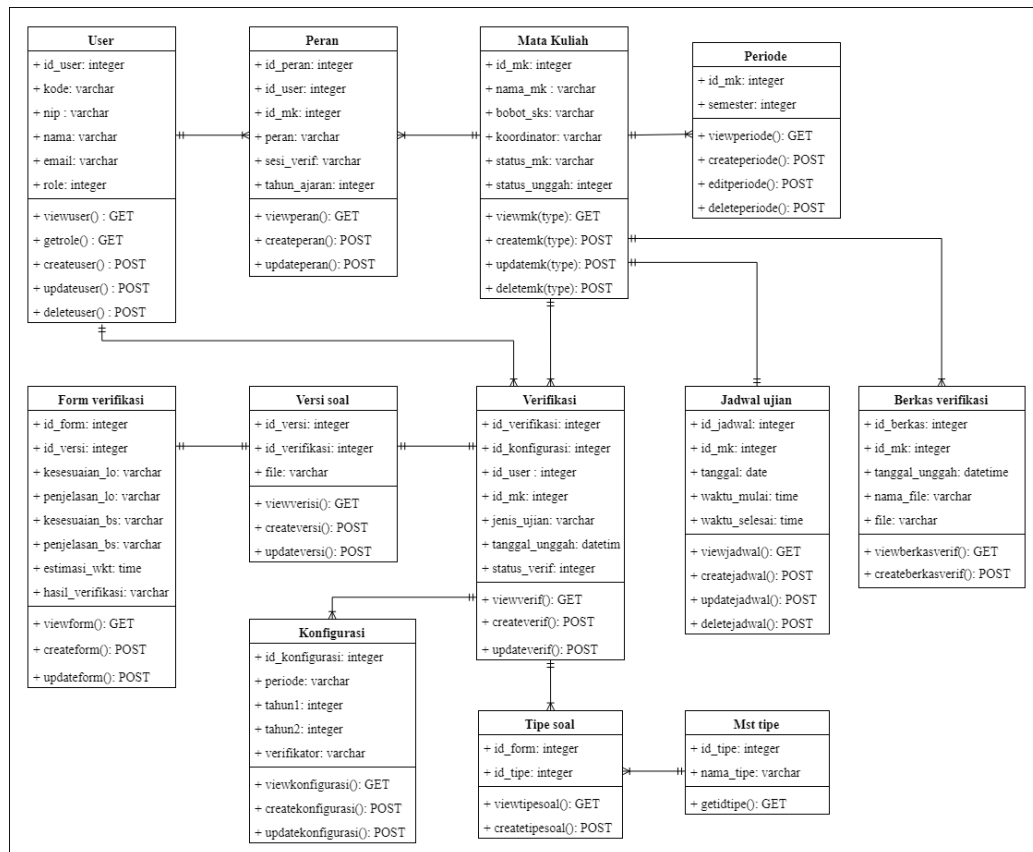 User
+ id_user: integer
+ kode: varchar
+ nip : varchar
+ nama: varchar
+ email: varchar
+ role: integer
+ viewuser() : GET
+ getrole() : GET
+ createuser() : POST
+ updateuser() : POST
+ deleteuser() : POST
Peran
+ id_peran: integer
+ id_user: integer
+ id_mk: integer
+ peran: varchar
+ sesi_verif: varchar
+ tahun_ajaran: integer
+ viewperan(): GET
+ createperan(): POST
+ updateperan(): POST
Mata Kuliah
+ id_mk: integer
+ nama_mk : varchar
+ bobot_sks: varchar
+ koordinator: varchar
+ status_mk: varchar
+ status_unggah: integer
+ viewmk(type): GET
+ createmk(type): POST
+ updatemk(type): POST
+ deletemk(type): POST
Periode
+ id_mk: integer
+ semester: integer
+ viewperiode(): GET
+ createperiode(): POST
+ editperiode(): POST
+ deleteperiode(): POST
Form verifikasi
+ id_form: integer
+ id_versi: integer
+ kesesuaian_lo: varchar
+ penjelasan_lo: varchar
+ kesesuaian_bs: varchar
+ penjelasan_bs: varchar
+ estimasi_wkt: time
+ hasil_verifikasi: varchar
+ viewform(): GET
+ createform(): POST
+ updateform(): POST
Versi soal
+ id_versi: integer
+ id_verifikasi: integer
+ file: varchar
+ viewverisi(): GET
+ createversi(): POST
+ updateversi(): POST
Verifikasi
+ id_verifikasi: integer
+ id_konfigurasi: integer
+ id_user : integer
+ id_mk: integer
+ jenis_ujian: varchar
+ tanggal_unggah: datetim
+ status_verif: integer
+ viewverif(): GET
+ createverif(): POST
+ updateverif(): POST
Jadwal ujian
+ id_jadwal: integer
+ id_mk: integer
+ tanggal: date
+ waktu_mulai: time
+ waktu_selesai: time
+ viewjadwal(): GET
+ createjadwal(): POST
+ updatejadwal(): POST
+ deletejadwal(): POST
Berkas verifikasi
+ id_berkas: integer
+ id_mk: integer
+ tanggal_unggah: datetime
+ nama_file: varchar
+ file: varchar
+ viewberkasverif(): GET
+ createberkasverif(): POST
Konfigurasi
+ id_konfigurasi: integer
+ periode: varchar
+ tahun1: integer
+ tahun2: integer
+ verifikator: varchar
+ viewkonfigurasi(): GET
+ createkonfigurasi(): POST
+ updatekonfigurasi(): POST
Tipe soal
+ id_form: integer
+ id_tipe: integer
+ viewtipesoal(): GET
+ createtipesoal(): POST
Mst tipe
+ id_tipe: integer
+ nama_tipe: varchar
+ getidtipe(): GET